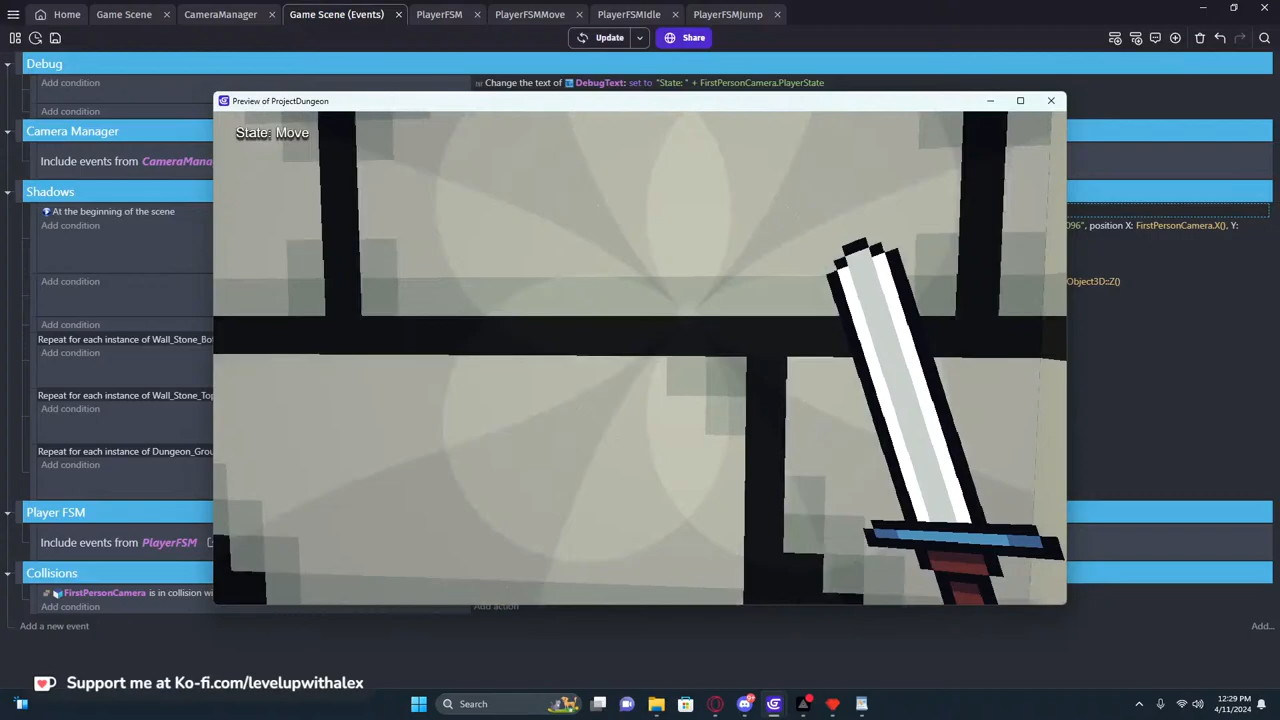 Home
Game Scene
CameraManager
Game Scene (Events)
PlayerFSM
PlayerFSMMove
PlayerFSMIdle
PlayerFSMJump
Update
Share
Debug
Add condition
Change the text of DebugText: set to "State: " + FirstPersonCamera.PlayerState
Add condition
Preview of ProjectDungeon
State: Move
Camera Manager
Include events from CameraMana
Shadows
At the beginning of the scene
Add condition
096", position X: FirstPersonCamera.X(), Y:
Add condition
Object3D::Z()
Add condition
Repeat for each instance of Wall_Stone_Bo
Add condition
Repeat for each instance of Wall_Stone_Top
Add condition
Repeat for each instance of Dungeon_Grou
Add condition
Player FSM
Include events from PlayerFSM
Collisions
FirstPersonCamera is in collision wi
Add condition
Add action
Add a new event
Add...
Support me at Ko-fi.com/levelupwithalex
Search
12:29 PM
4/11/2024